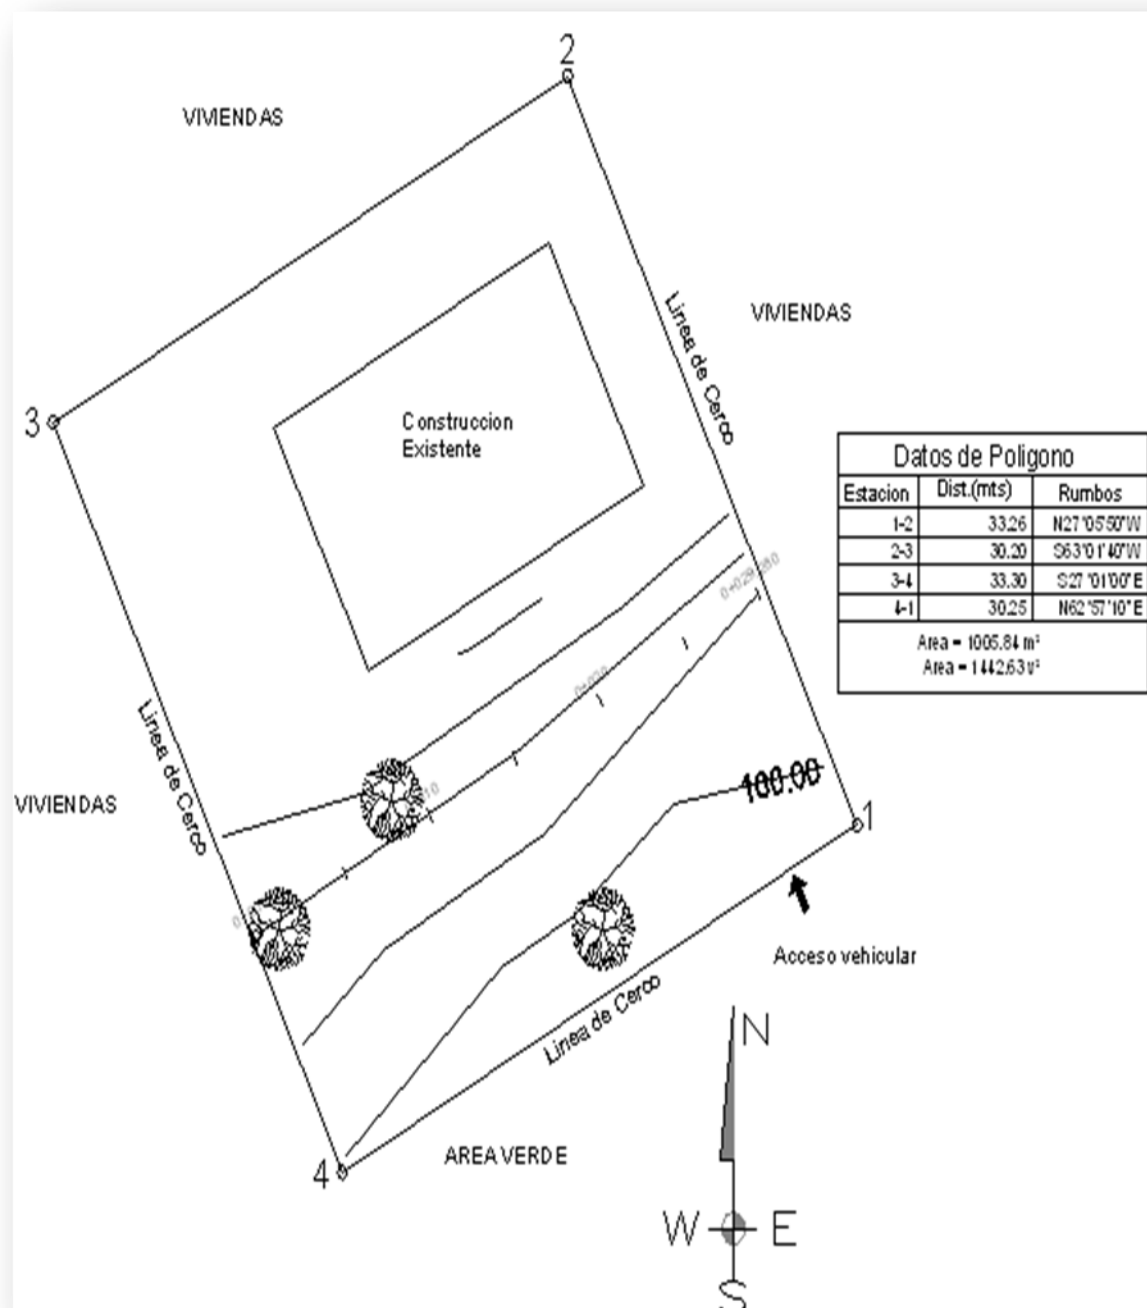 2
VIVIENDAS
VIVIENDAS
Linea de Cerco
3
Construccion
Existente
Datos de Poligono
Estacion Dist.(mts) Rumbos
1-2 33.26 N27°05'50"W
2-3 30.20 S63°01'40"W
3-4 33.30 S27°01'00"E
4-1 30.25 N62°57'10"E
Area = 1005.84 m²
Area = 1442.63 v²
0+020
Linea de Cerco
VIVIENDAS
100.00
1
Acceso vehicular
Linea de Cerco
N
4
AREA VERDE
W E
S